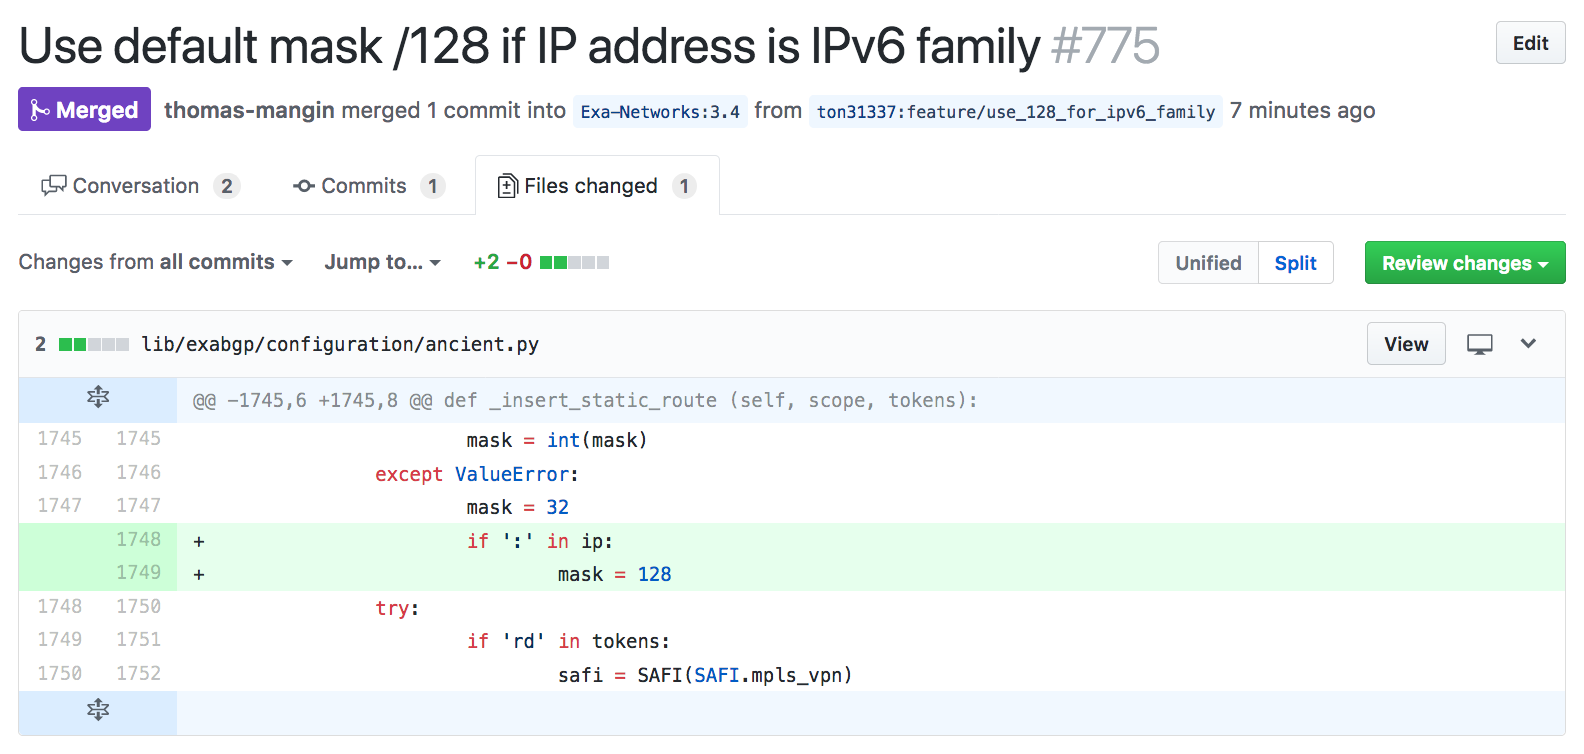 Use default mask /128 if IP address is IPv6 family #775
Edit
Merged thomas-mangin merged 1 commit into Exa-Networks:3.4 from ton31337:feature/use_128_for_ipv6_family 7 minutes ago
Conversation 2 Commits 1 Files changed 1
Changes from all commits Jump to... +2 −0 Unified Split Review changes
2 lib/exabgp/configuration/ancient.py View
@@ -1745,6 +1745,8 @@ def _insert_static_route (self, scope, tokens):
1745 1745 mask = int(mask)
1746 1746 except ValueError:
1747 1747 mask = 32
1748 + if ':' in ip:
1749 + mask = 128
1748 1750 try:
1749 1751 if 'rd' in tokens:
1750 1752 safi = SAFI(SAFI.mpls_vpn)